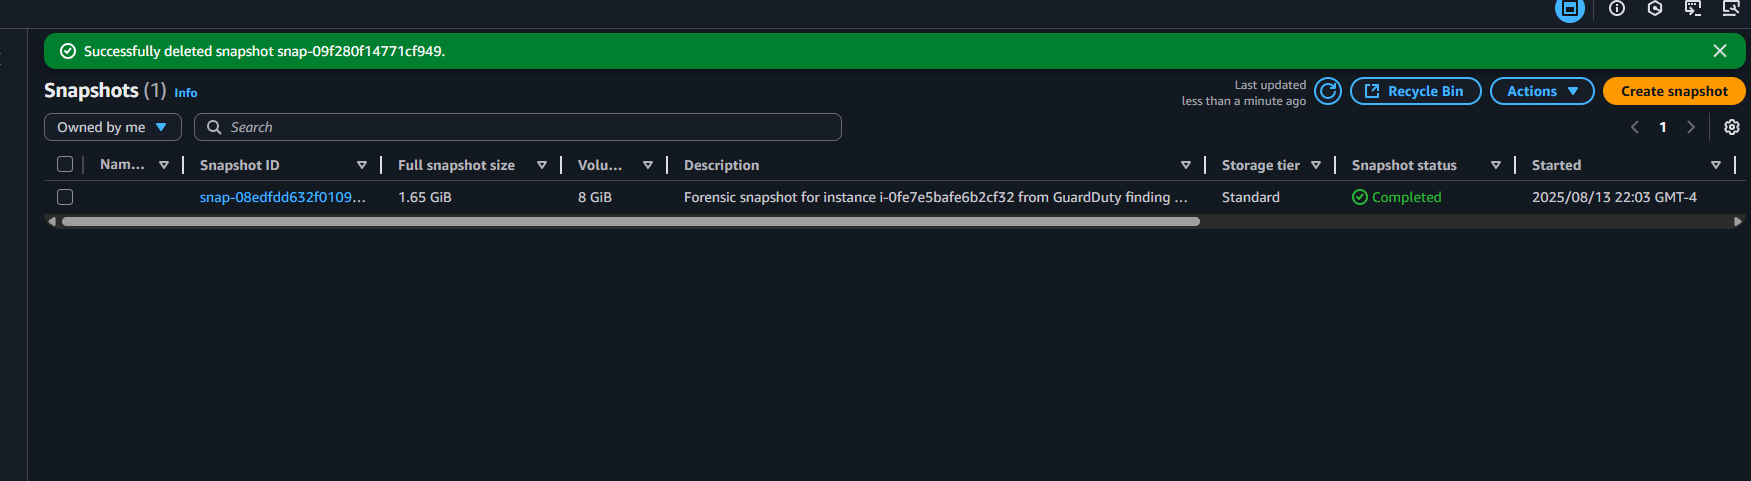 Successfully deleted snapshot snap-09f280f14771cf949.
Snapshots (1) Info
Last updated
less than a minute ago
Recycle Bin
Actions
Create snapshot
Owned by me
Search
1
Nam... Snapshot ID Full snapshot size Volu... Description Storage tier Snapshot status Started
snap-08edfdd632f0109... 1.65 GiB 8 GiB Forensic snapshot for instance i-0fe7e5bafe6b2cf32 from GuardDuty finding ... Standard Completed 2025/08/13 22:03 GMT-4